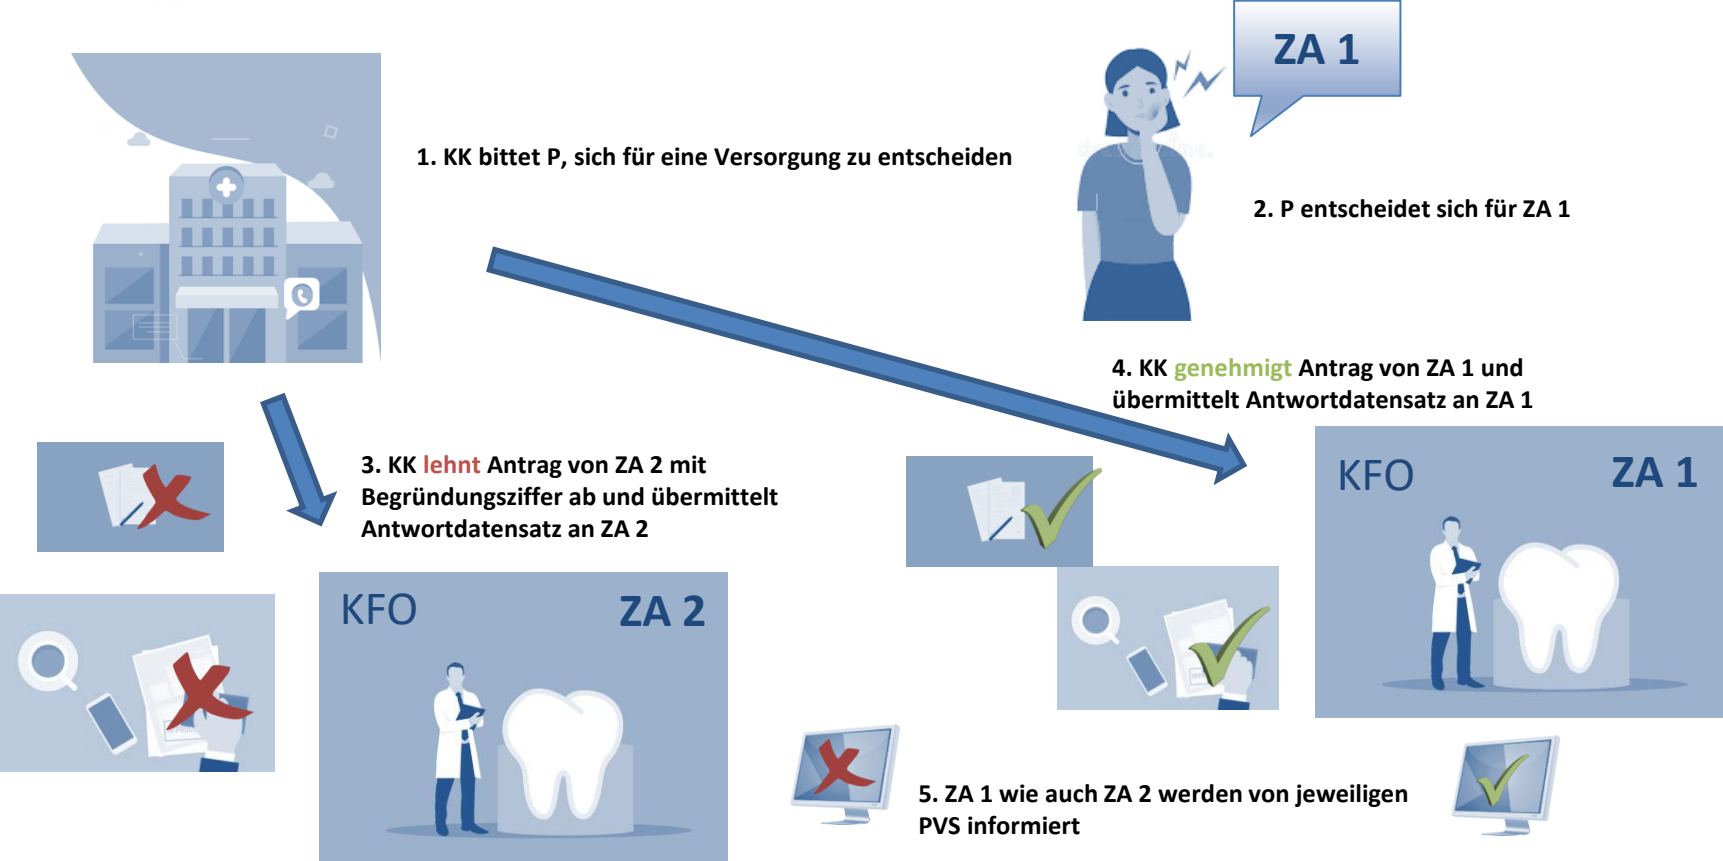 ZA 1
1. KK bittet P, sich für eine Versorgung zu entscheiden
2. P entscheidet sich für ZA 1
4. KK genehmigt Antrag von ZA 1 und
übermittelt Antwortdatensatz an ZA 1
3. KK lehnt Antrag von ZA 2 mit
Begründungsziffer ab und übermittelt
Antwortdatensatz an ZA 2
KFO ZA 1
KFO ZA 2
5. ZA 1 wie auch ZA 2 werden von jeweiligen
PVS informiert